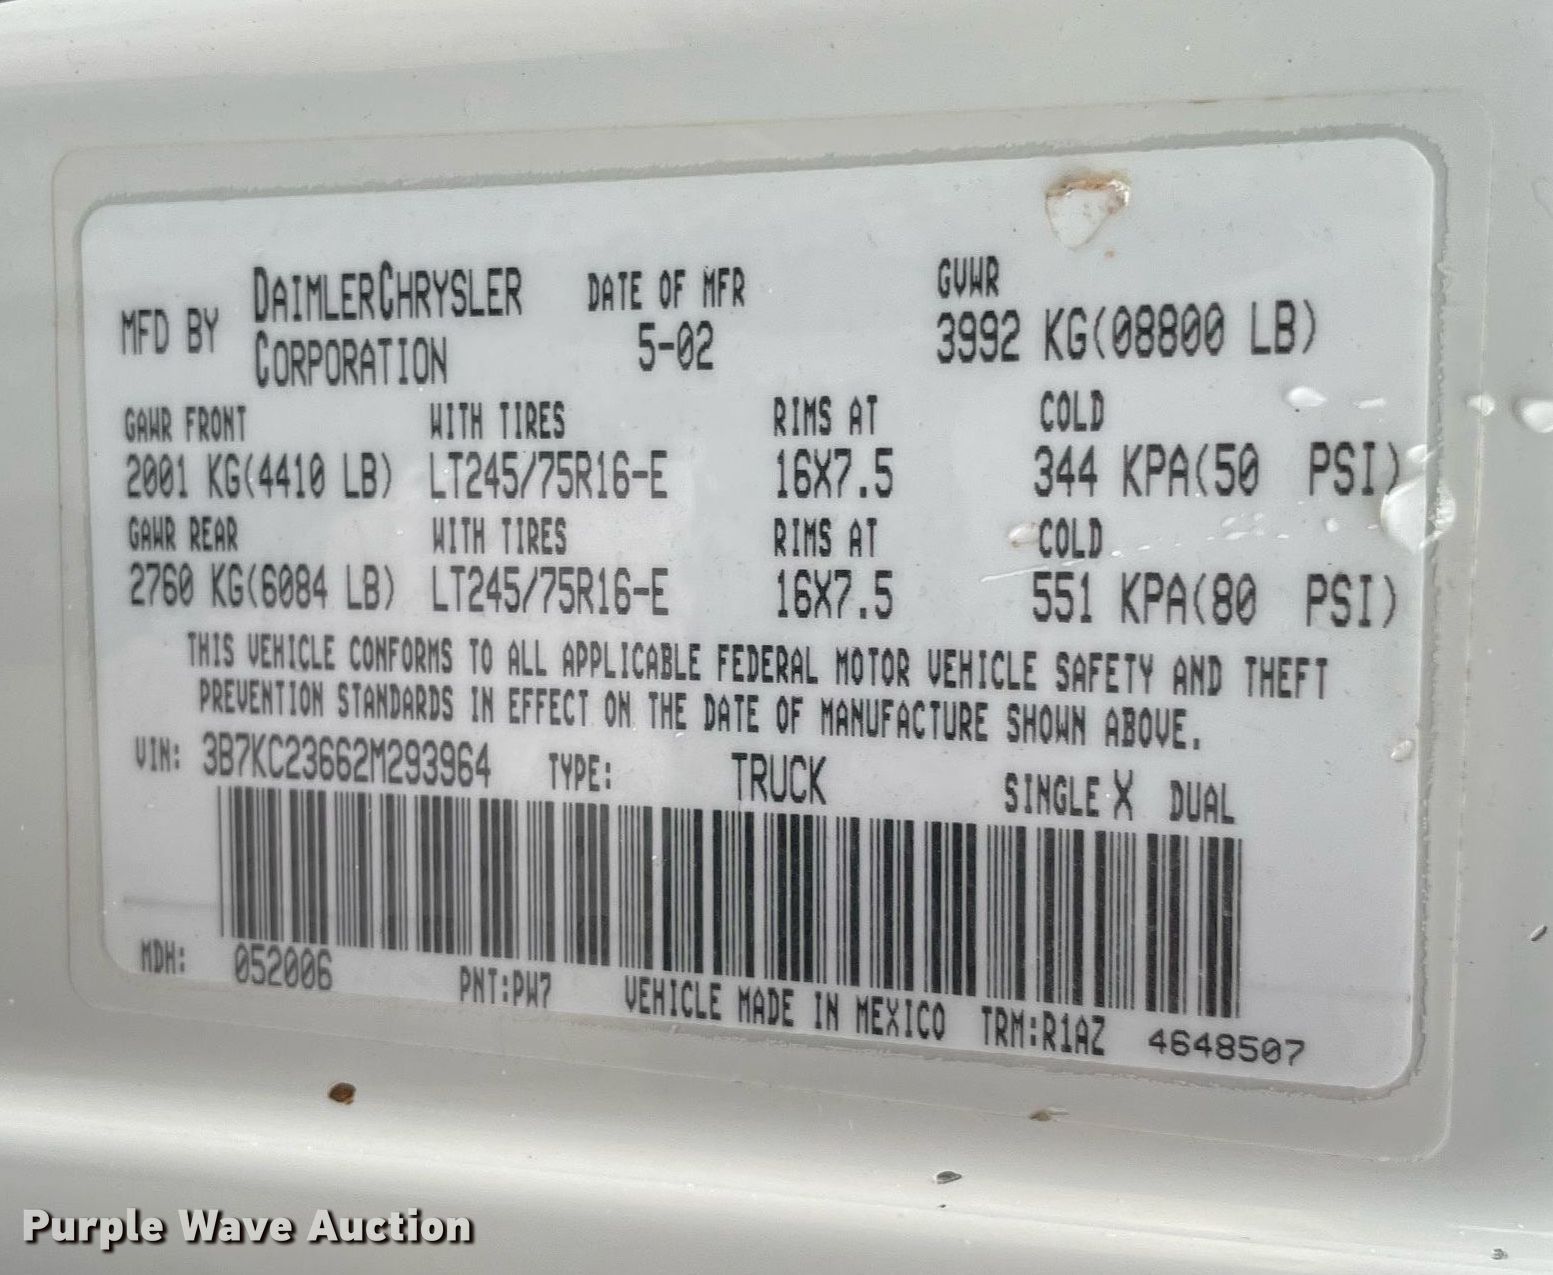 MFD BY DAIMLERCHRYSLER CORPORATION DATE OF MFR 5-02 GVWR 3992 KG(08800 LB)
GAWR FRONT WITH TIRES RIMS AT COLD
2001 KG(4410 LB) LT245/75R16-E 16X7.5 344 KPA(50 PSI)
GAWR REAR WITH TIRES RIMS AT COLD
2760 KG(6084 LB) LT245/75R16-E 16X7.5 551 KPA(80 PSI)
THIS VEHICLE CONFORMS TO ALL APPLICABLE FEDERAL MOTOR VEHICLE SAFETY AND THEFT
PREVENTION STANDARDS IN EFFECT ON THE DATE OF MANUFACTURE SHOWN ABOVE.
VIN: 3B7KC23662M293964 TYPE: TRUCK SINGLE X DUAL
MDH: 052006 PNT:PW7 VEHICLE MADE IN MEXICO TRM:R1AZ 4648507
Purple Wave Auction